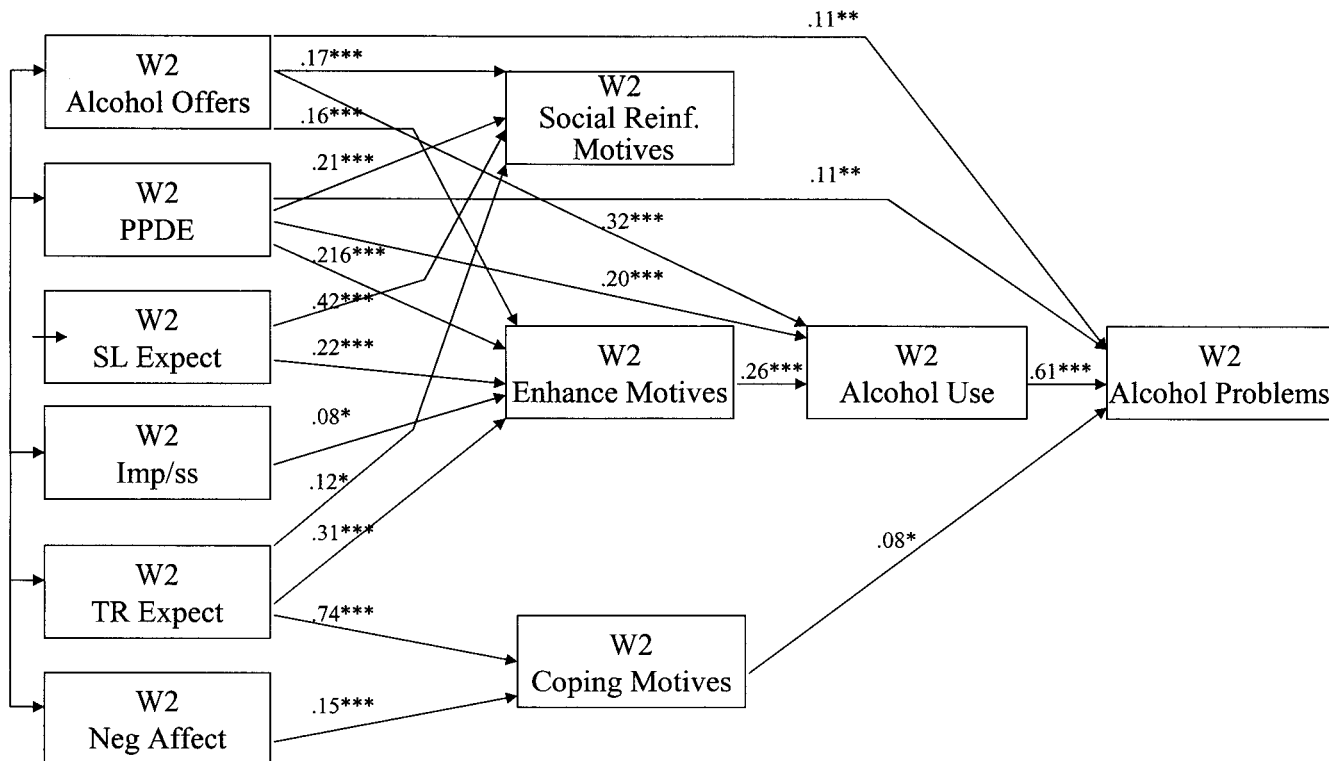 .11**
W2
Alcohol Offers
.17***
W2
Social Reinf.
Motives
.16***
.21***
W2
PPDE
.11**
.32***
.216***
.20***
W2
SL Expect
.42***
.22***
W2
Enhance Motives
.26***
W2
Alcohol Use
.61***
W2
Alcohol Problems
W2
Imp/ss
.08*
.12*
.31***
W2
TR Expect
.08*
.74***
W2
Coping Motives
W2
Neg Affect
.15***